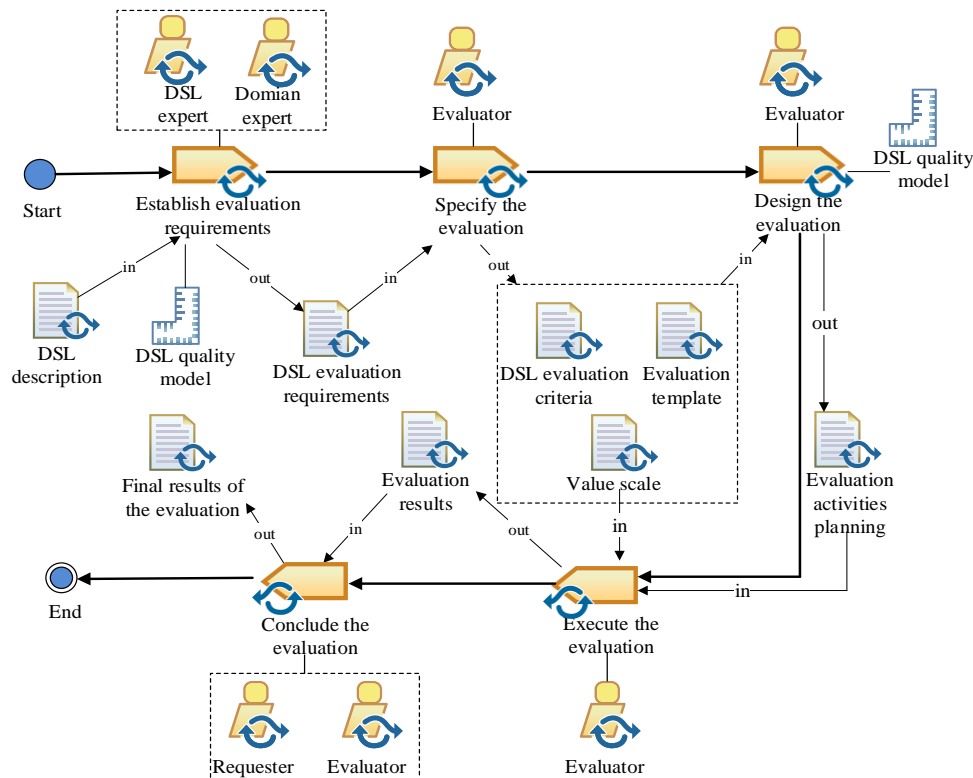 DSL
expert
Domian
expert
Evaluator
Evaluator
DSL quality
model
Start
Establish evaluation
requirements
Specify the
evaluation
Design the
evaluation
in
out
in
out
in
out
DSL
description
DSL quality
model
DSL evaluation
requirements
DSL evaluation
criteria
Evaluation
template
Value scale
Final results of
the evaluation
Evaluation
results
Evaluation
activities
planning
out
in
out
in
in
End
Conclude the
evaluation
Execute the
evaluation
Requester
Evaluator
Evaluator